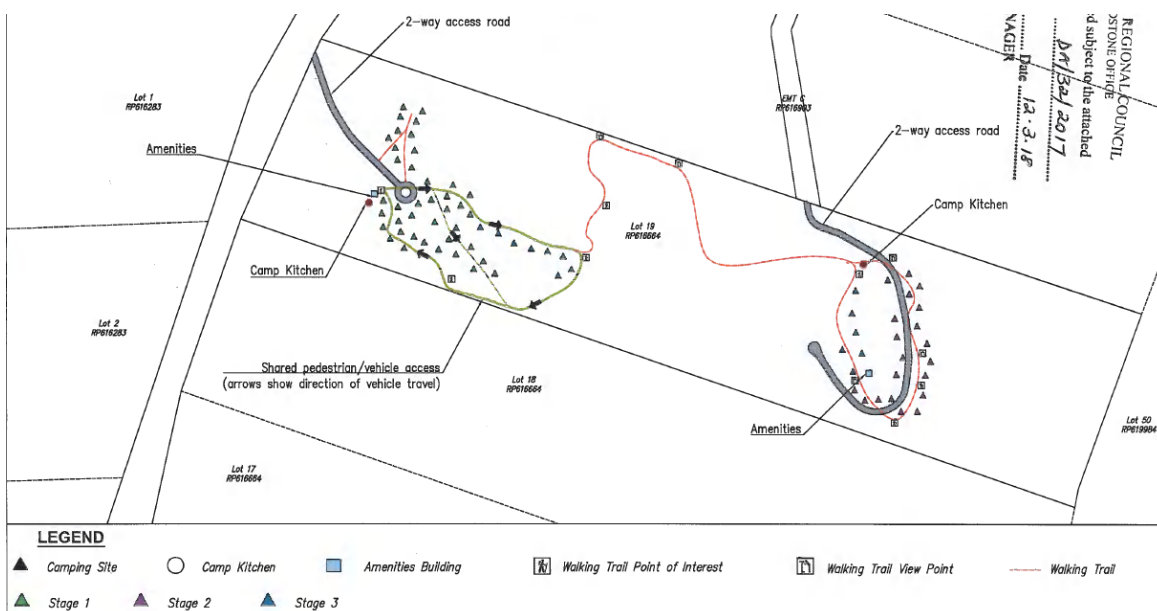 2-way access road
REGIONAL COUNCIL
DSTONE OFFICE
d subject to the attached
DA/32/2017
Date 12.3.18
NAGER
Lot 1
RP616283
EMT C
2-way access road
Amenities
Camp Kitchen
Lot 19
RP616664
Camp Kitchen
Lot 2
RP616283
Shared pedestrian/vehicle access
(arrows show direction of vehicle travel)
Lot 18
RP616664
Amenities
Lot 50
RP619984
Lot 17
RP616664
LEGEND
Camping Site
Camp Kitchen
Amenities Building
Walking Trail Point of Interest
Walking Trail View Point
Walking Trail
Stage 1
Stage 2
Stage 3